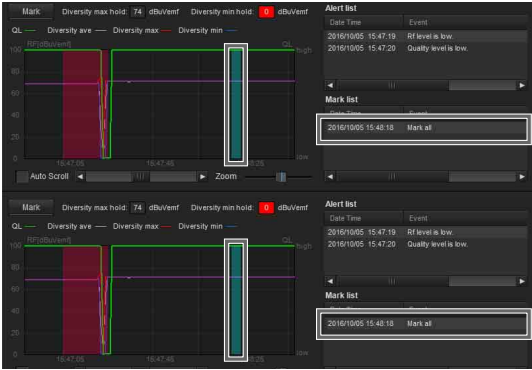 Mark Diversity max hold: 74 dBuVemf Diversity min hold: 0 dBuVemf
QL Diversity ave Diversity max Diversity min
RF[dBuVemf] QL
100 high
80
60
40
20
0 low
16:47:05 15:47:45 15:48:25
Auto Scroll Zoom
Alert list
Date Time Event
2016/10/05 15:47:19 Rf level is low.
2016/10/05 15:47:20 Quality level is low.
Mark list
Date Time Event
2016/10/05 15:48:18 Mark all
Mark Diversity max hold: 74 dBuVemf Diversity min hold: 0 dBuVemf
QL Diversity ave Diversity max Diversity min
RF[dBuVemf] QL
100 high
80
60
40
20
0 low
Alert list
Date Time Event
2016/10/05 15:47:19 Rf level is low.
2016/10/05 15:47:20 Quality level is low.
Mark list
2016/10/05 15:48:18 Mark all